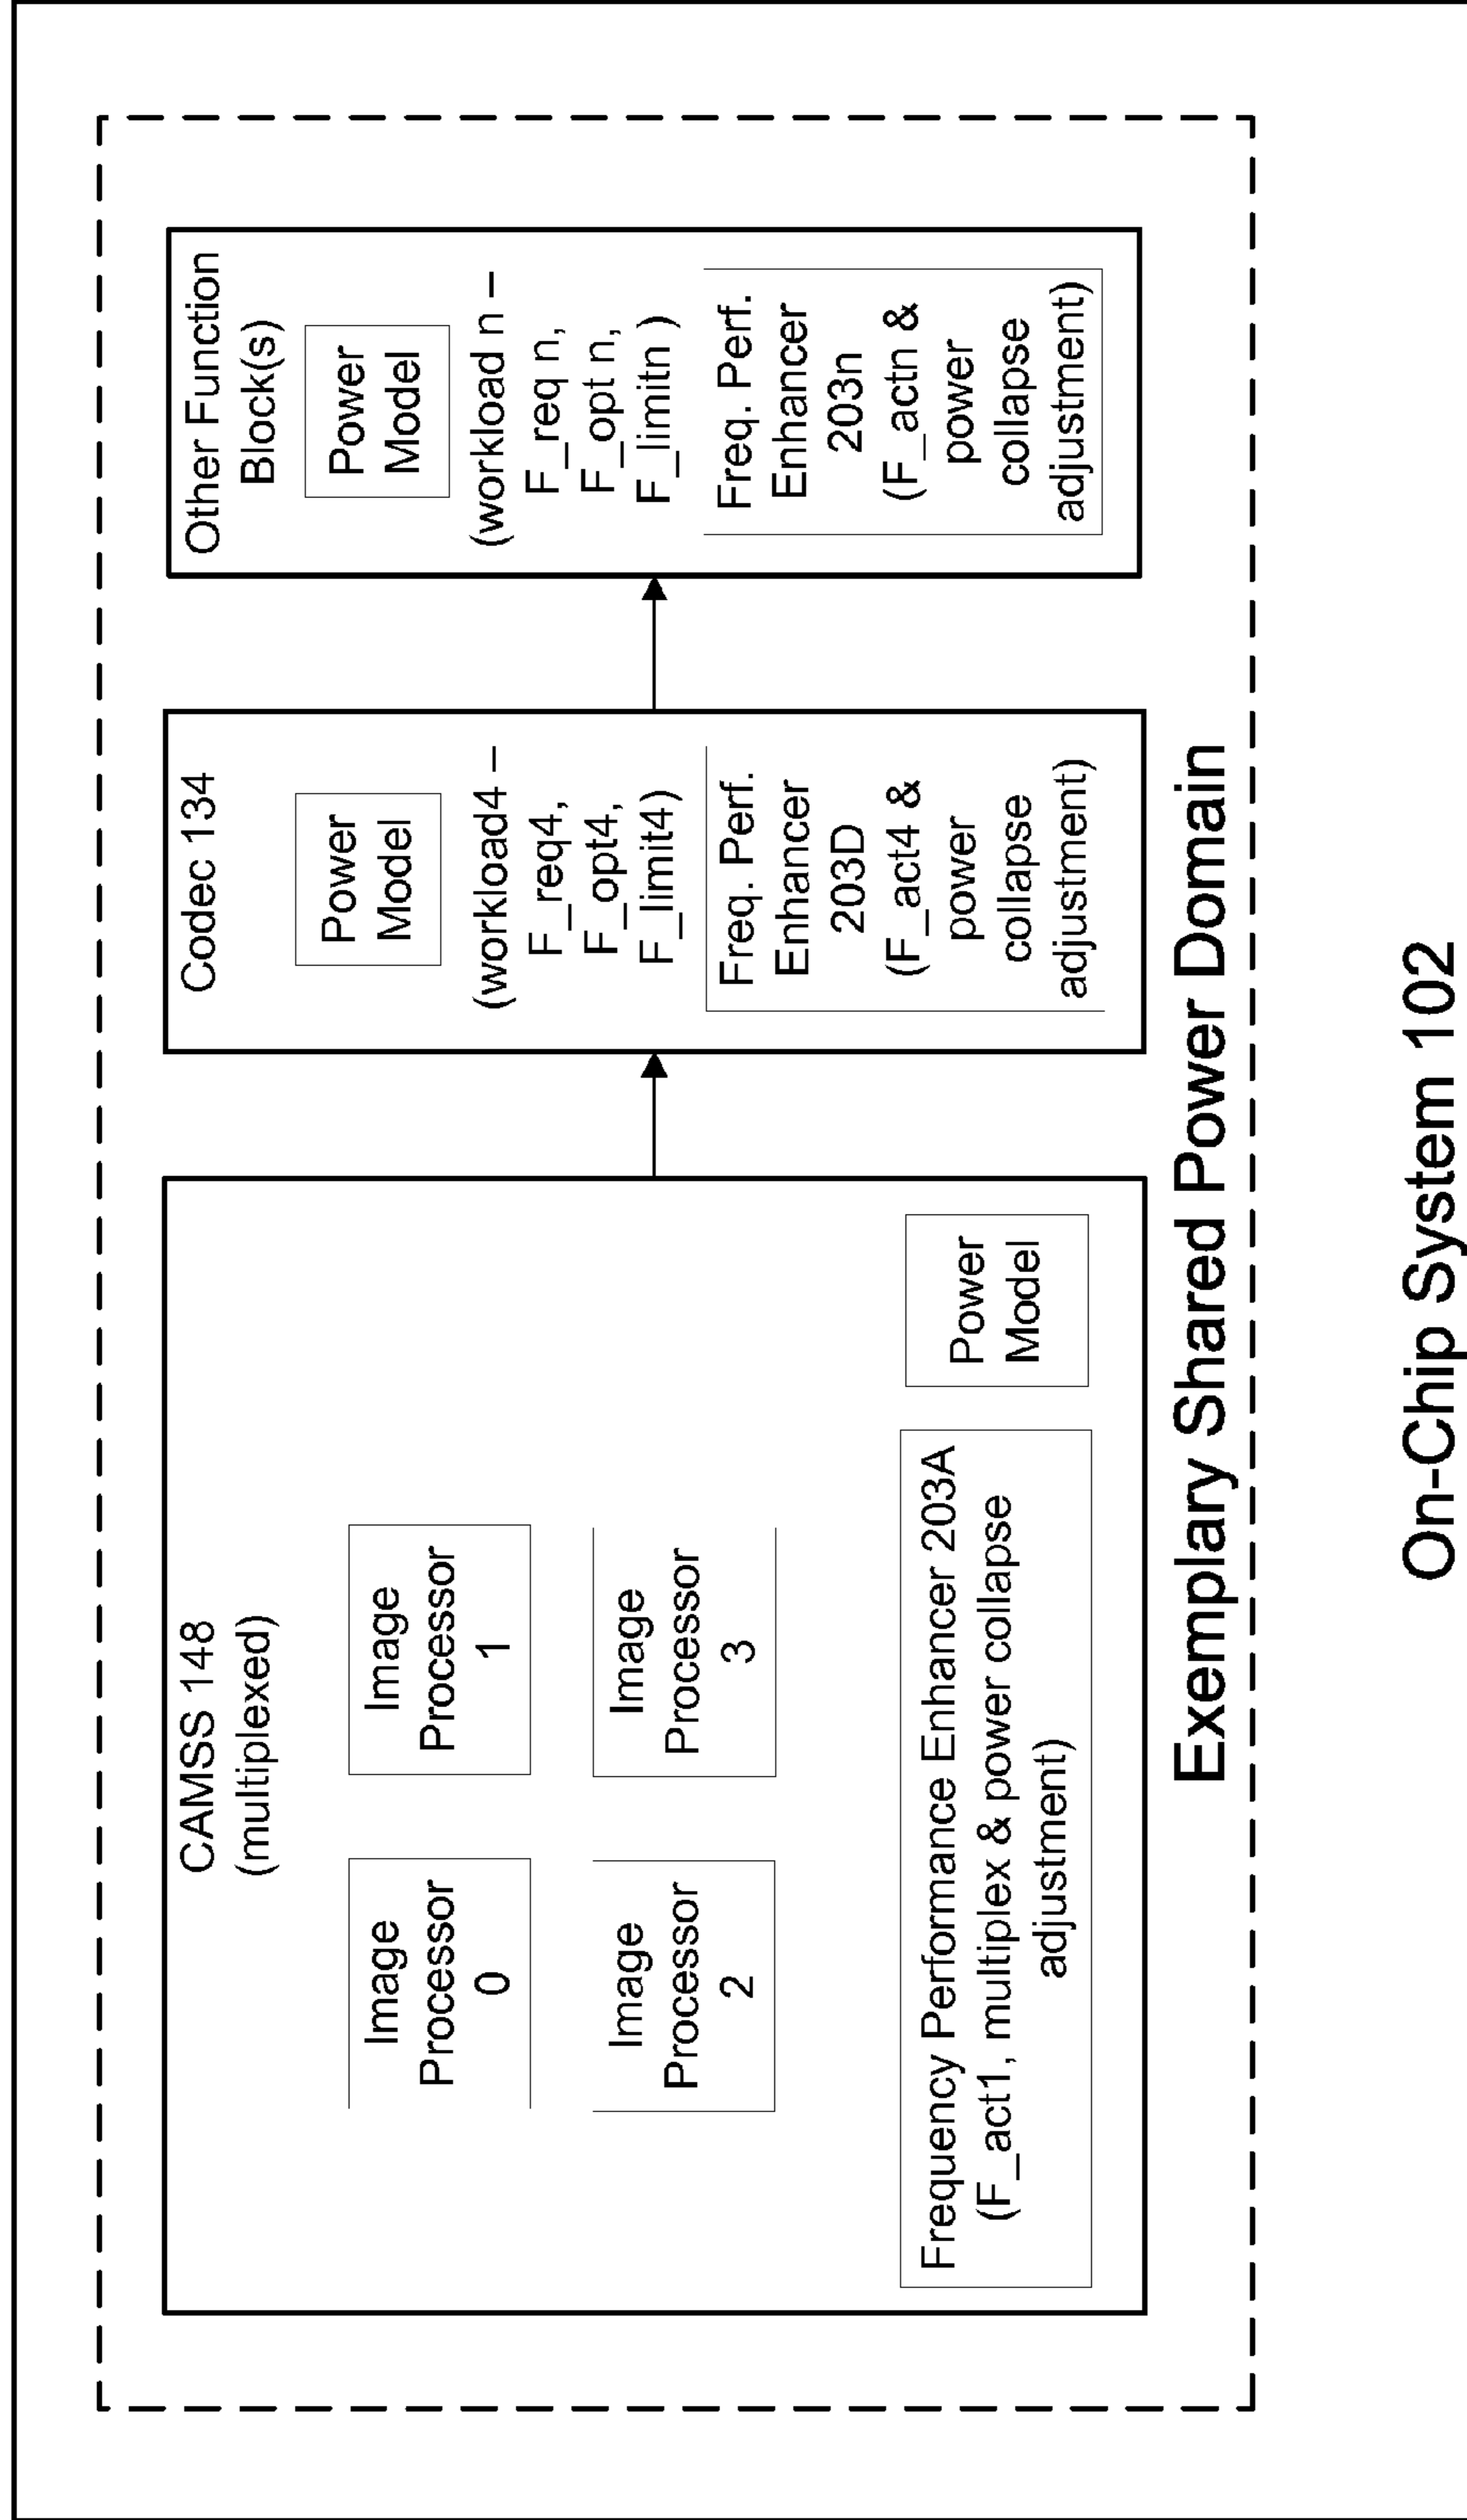 CAMSS 148
(multiplexed)
Image
Processor
0
Image
Processor
1
Image
Processor
2
Image
Processor
3
Frequency Performance Enhancer 203A
(F_act1, multiplex & power collapse
adjustment)
Power
Model
Codec 134
Power
Model
(workload4 –
F_req4,
F_opt4,
F_limit4)
Freq. Perf.
Enhancer
203D
(F_act4 &
power
collapse
adjustment)
Other Function
Block(s)
Power
Model
(workload n –
F_req n,
F_opt n,
F_limitn )
Freq. Perf.
Enhancer
203n
(F_actn &
power
collapse
adjustment)
Exemplary Shared Power Domain
On-Chip System 102